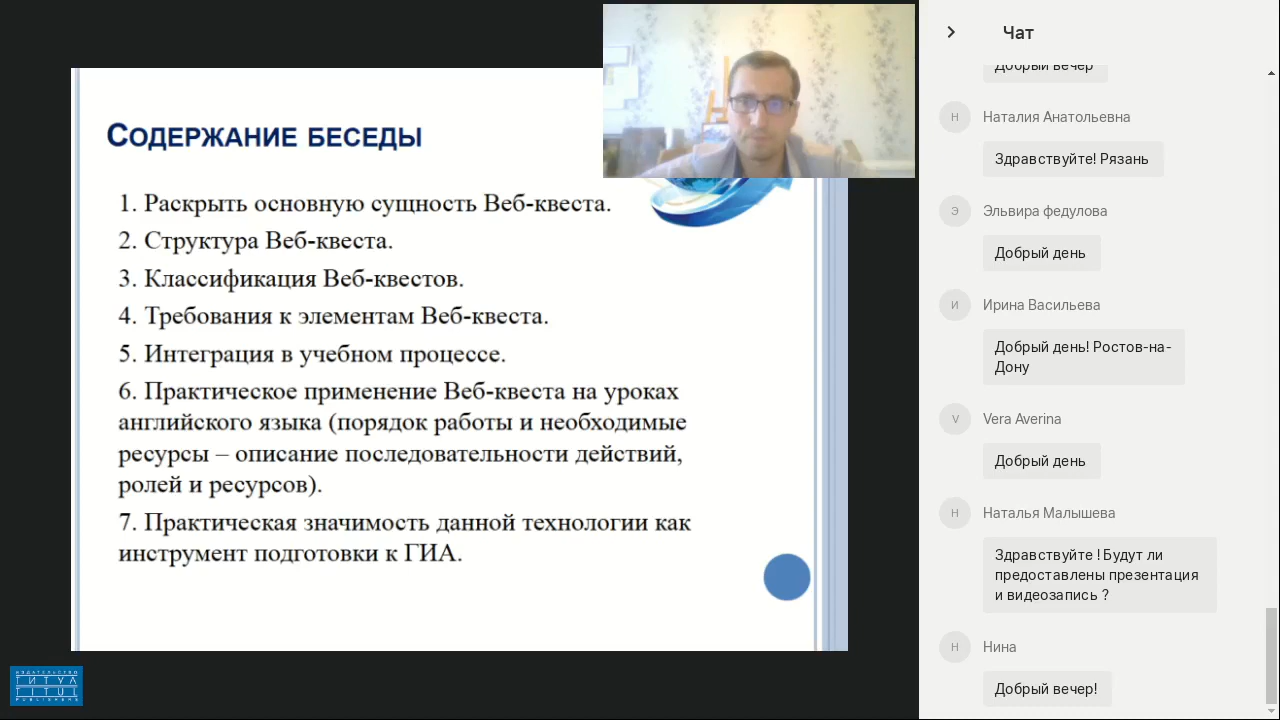 СОДЕРЖАНИЕ БЕСЕДЫ
1. Раскрыть основную сущность Веб-квеста.
2. Структура Веб-квеста.
3. Классификация Веб-квестов.
4. Требования к элементам Веб-квеста.
5. Интеграция в учебном процессе.
6. Практическое применение Веб-квеста на уроках
английского языка (порядок работы и необходимые
ресурсы – описание последовательности действий,
ролей и ресурсов).
7. Практическая значимость данной технологии как
инструмент подготовки к ГИА.
ИЗДАТЕЛЬСТВО
ТИТУЛ
TITUL
PUBLISHERS
Чат
Добрый вечер
Н
Наталия Анатольевна
Здравствуйте! Рязань
Э
Эльвира федулова
Добрый день
И
Ирина Васильева
Добрый день! Ростов-на-
Дону
V
Vera Averina
Добрый день
Н
Наталья Малышева
Здравствуйте ! Будут ли
предоставлены презентация
и видеозапись ?
Н
Нина
Добрый вечер!